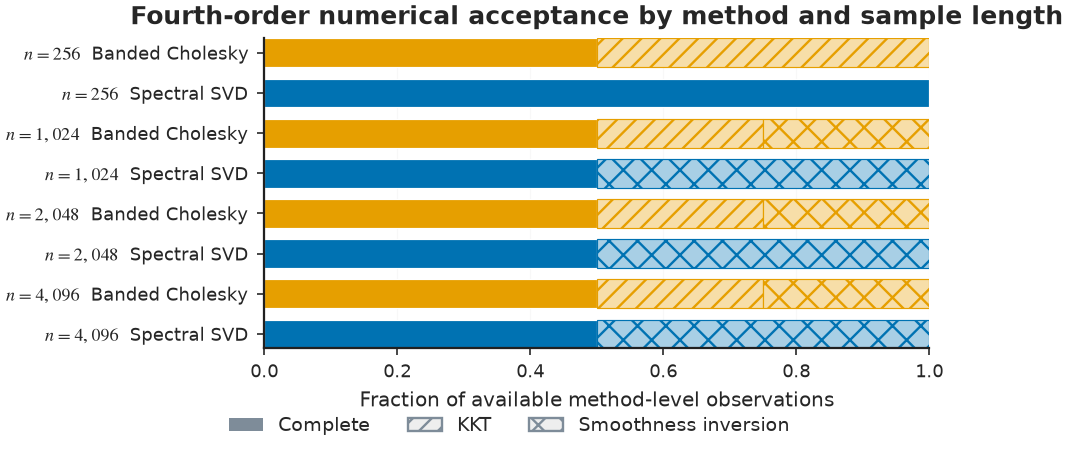 Fourth-order numerical acceptance by method and sample length
n = 256 Banded Cholesky
n = 256 Spectral SVD
n = 1, 024 Banded Cholesky
n = 1, 024 Spectral SVD
n = 2, 048 Banded Cholesky
n = 2, 048 Spectral SVD
n = 4, 096 Banded Cholesky
n = 4, 096 Spectral SVD
0.0 0.2 0.4 0.6 0.8 1.0
Fraction of available method-level observations
Complete KKT Smoothness inversion